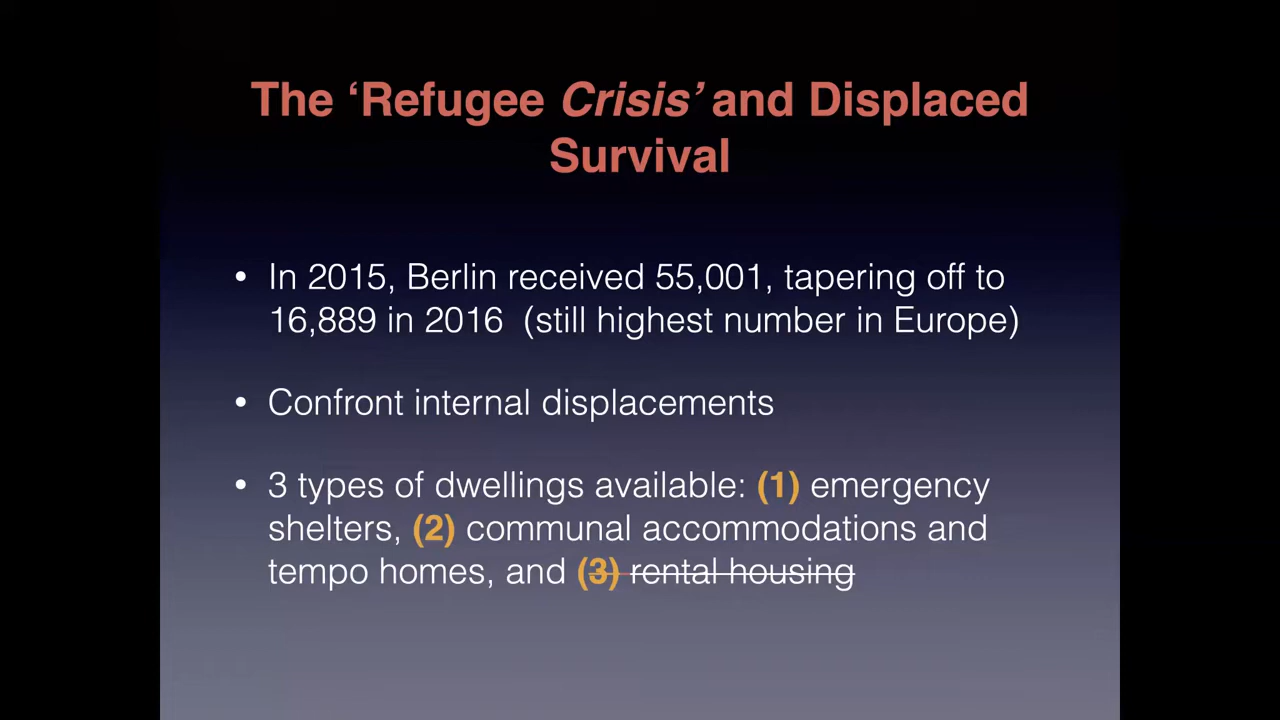 The ‘Refugee Crisis’ and Displaced
Survival
• In 2015, Berlin received 55,001, tapering off to
16,889 in 2016 (still highest number in Europe)
• Confront internal displacements
• 3 types of dwellings available: (1) emergency
shelters, (2) communal accommodations and
tempo homes, and (3) rental housing